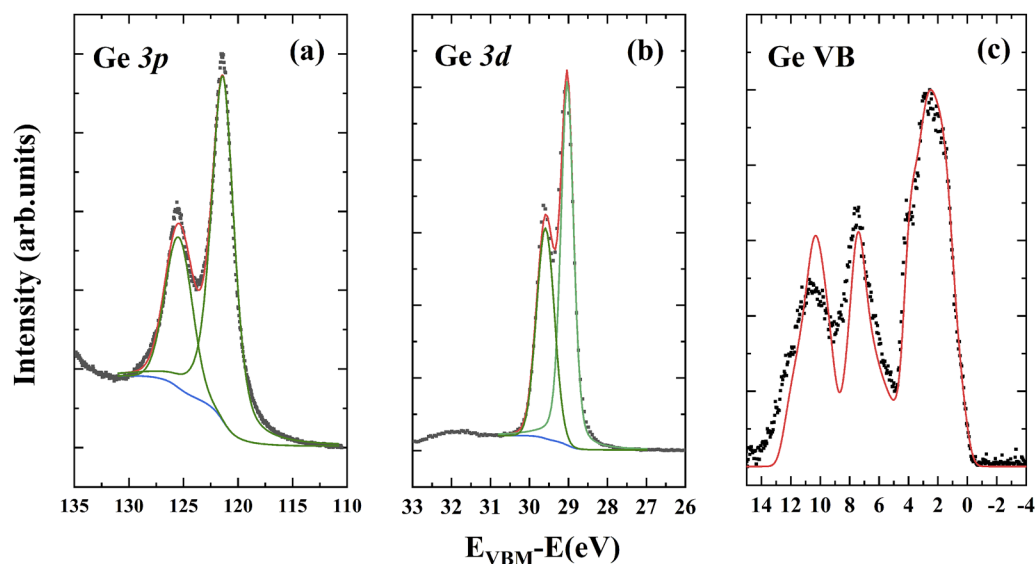 Ge 3p (a)
Ge 3d (b)
Ge VB (c)
Intensity (arb.units)
135 130 125 120 115 110
33 32 31 30 29 28 27 26
14 12 10 8 6 4 2 0 -2 -4
E_VBM-E(eV)